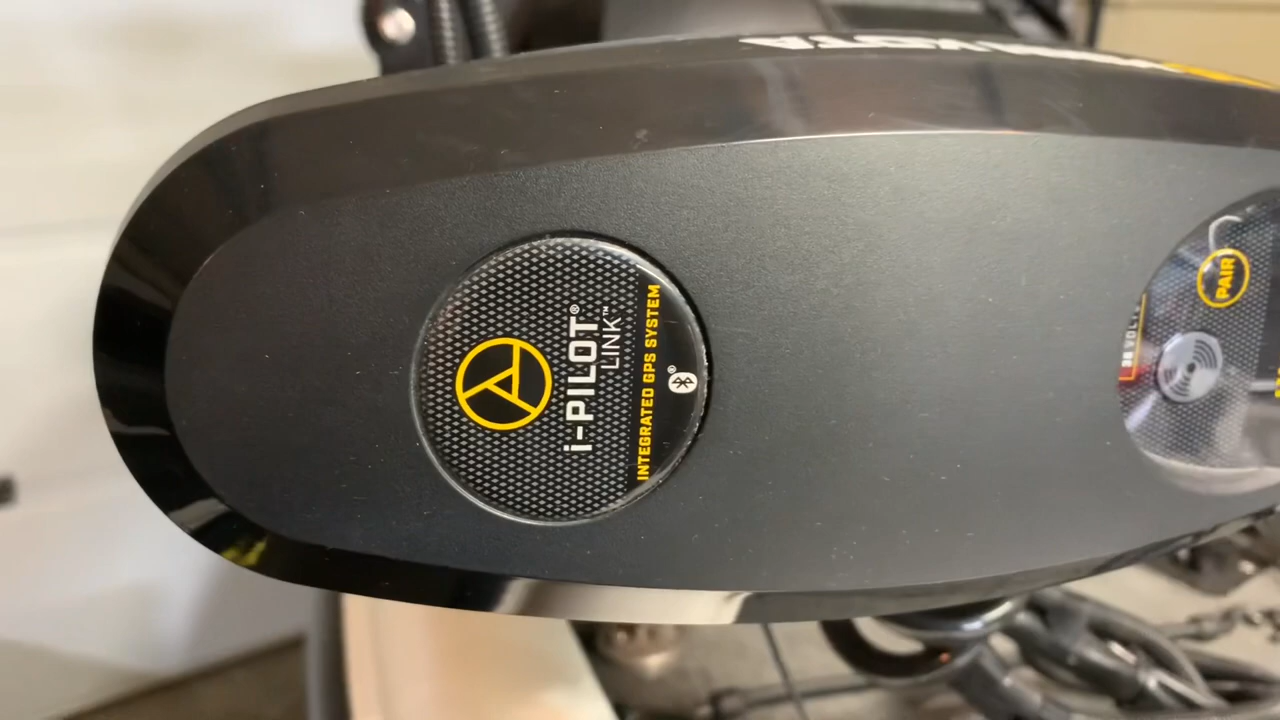 i-PILOT®
LINK™
INTEGRATED GPS SYSTEM
PAIR